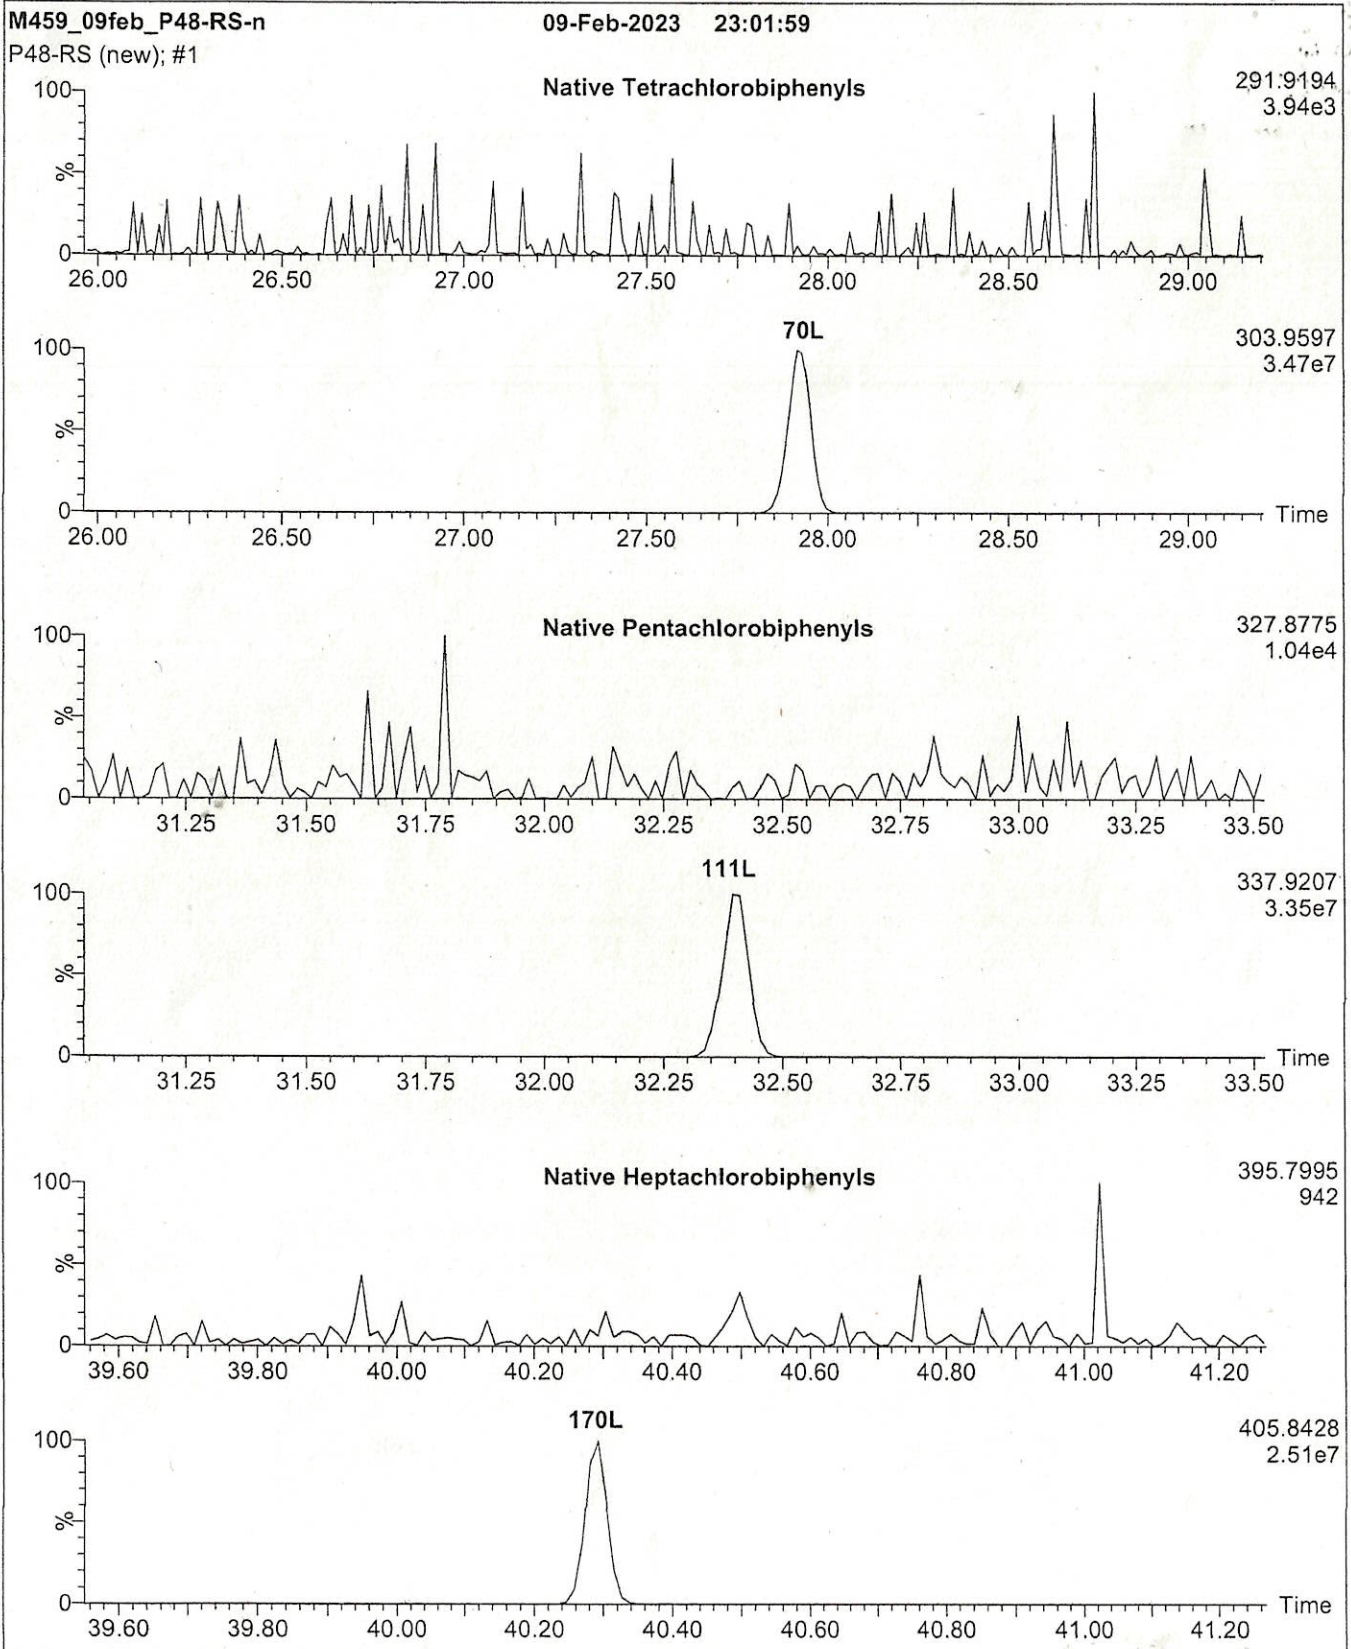 M459_09feb_P48-RS-n 09-Feb-2023 23:01:59
P48-RS (new); #1
Native Tetrachlorobiphenyls 291.9194
3.94e3
100
%
0
26.00 26.50 27.00 27.50 28.00 28.50 29.00
70L 303.9597
3.47e7
100
%
0 Time
26.00 26.50 27.00 27.50 28.00 28.50 29.00
Native Pentachlorobiphenyls 327.8775
1.04e4
100
%
0
31.25 31.50 31.75 32.00 32.25 32.50 32.75 33.00 33.25 33.50
111L 337.9207
3.35e7
100
%
0 Time
31.25 31.50 31.75 32.00 32.25 32.50 32.75 33.00 33.25 33.50
Native Heptachlorobiphenyls 395.7995
942
100
%
0
39.60 39.80 40.00 40.20 40.40 40.60 40.80 41.00 41.20
170L 405.8428
2.51e7
100
%
0 Time
39.60 39.80 40.00 40.20 40.40 40.60 40.80 41.00 41.20